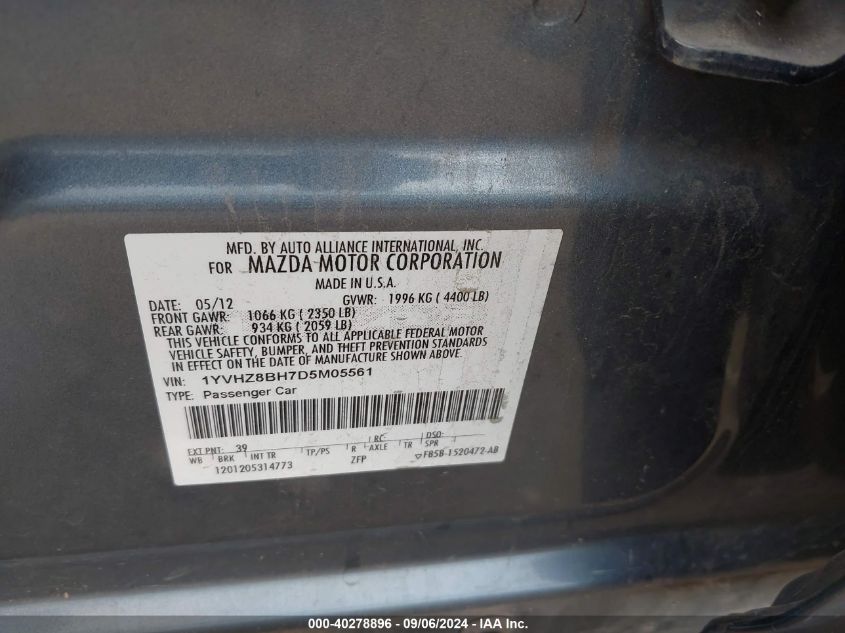 MFD. BY AUTO ALLIANCE INTERNATIONAL, INC.
FOR MAZDA MOTOR CORPORATION
MADE IN U.S.A.
DATE: 05/12 GVWR: 1996 KG ( 4400 LB)
FRONT GAWR: 1066 KG ( 2350 LB)
REAR GAWR: 934 KG ( 2059 LB)
THIS VEHICLE CONFORMS TO ALL APPLICABLE FEDERAL MOTOR
VEHICLE SAFETY, BUMPER, AND THEFT PREVENTION STANDARDS
IN EFFECT ON THE DATE OF MANUFACTURE SHOWN ABOVE.
VIN: 1YVHZ8BH7D5M05561
TYPE: Passenger Car
EXT PNT: 39 RC: DSO:
WB BRK INT TR TP/PS R AXLE TR SPR
1201205314773 ZFP FB5B-1520472-AB
000-40278896 - 09/06/2024 - IAA Inc.